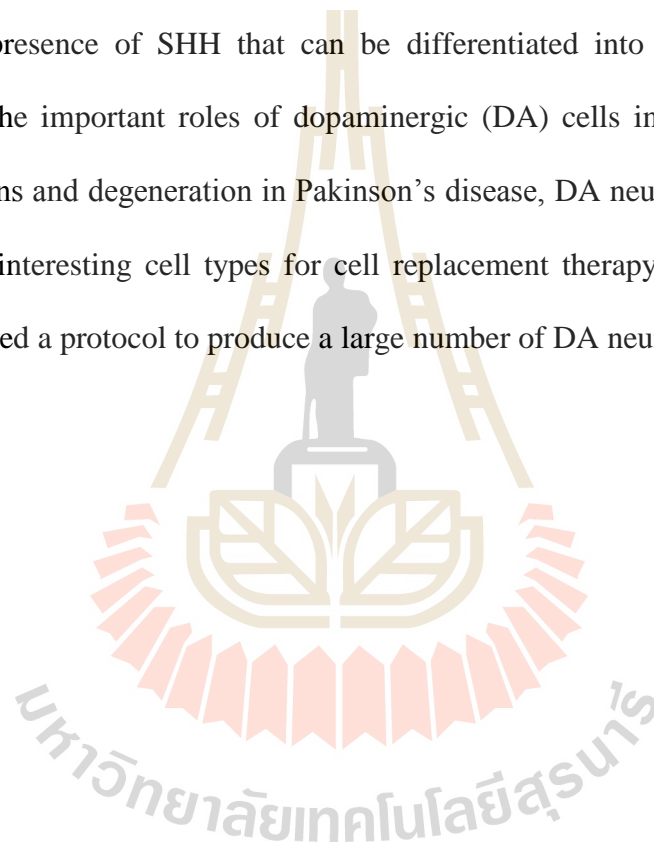 presence of SHH that can be differentiated into
he important roles of dopaminergic (DA) cells in
ns and degeneration in Pakinson's disease, DA neu
interesting cell types for cell replacement therapy
ed a protocol to produce a large number of DA neu
มหาวิทยาลัยเทคโนโลยีสุรนารี